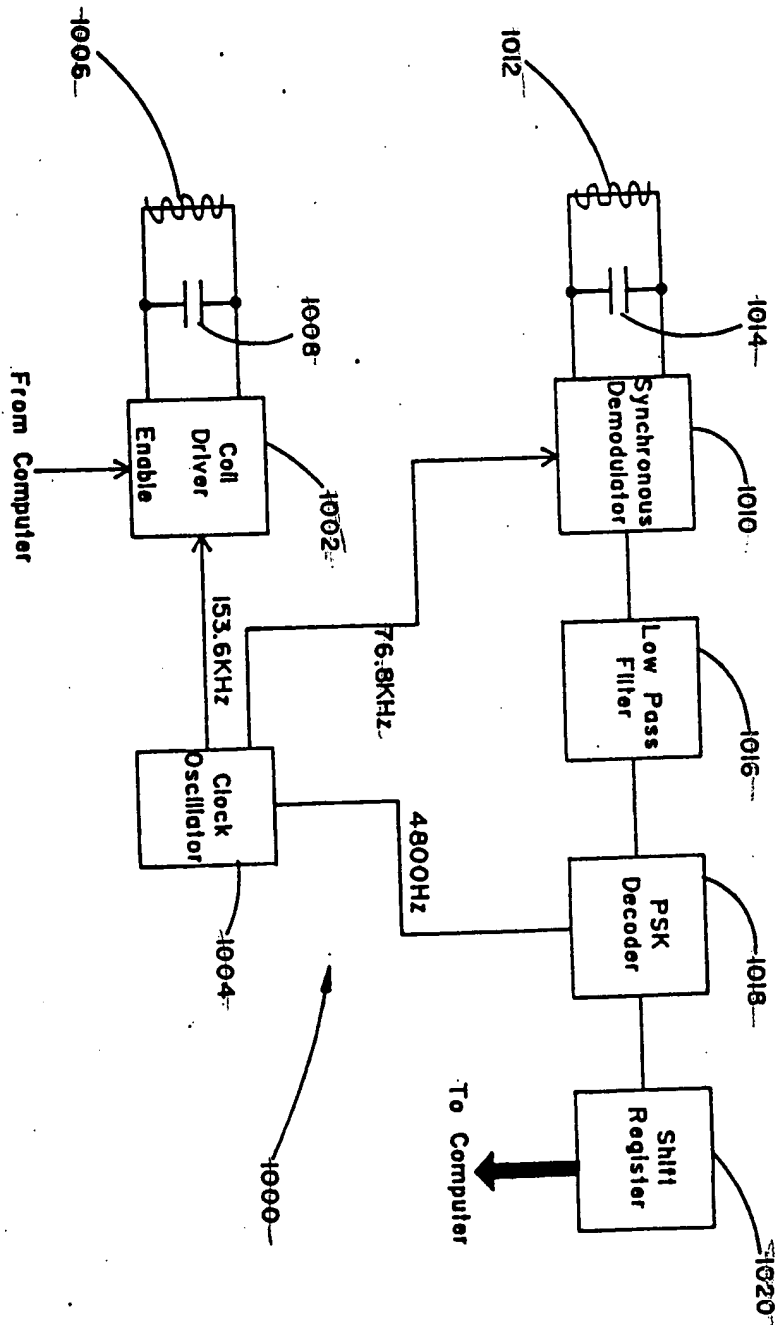 1012
1014
Synchronous
Demodulator
1010
Low Pass
Filter
1016
PSK
Decoder
1018
Shift
Register
1020
To Computer
76.8KHz
4800Hz
1006
1008
Coil
Driver
Enable
1002
From Computer
153.6KHz
Clock
Oscillator
1004
1000